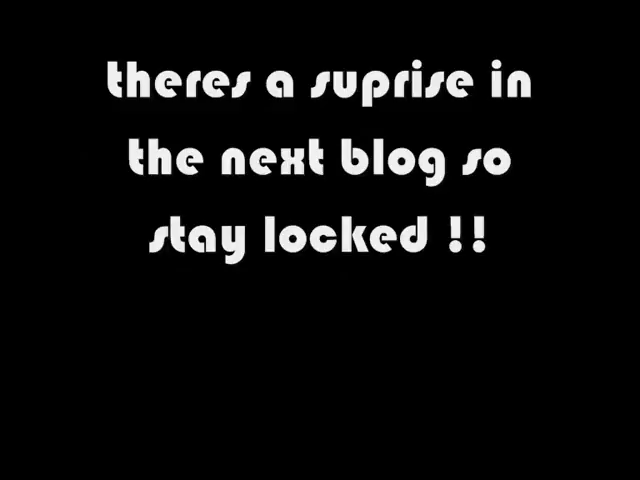 theres a suprise in
the next blog so
stay locked !!